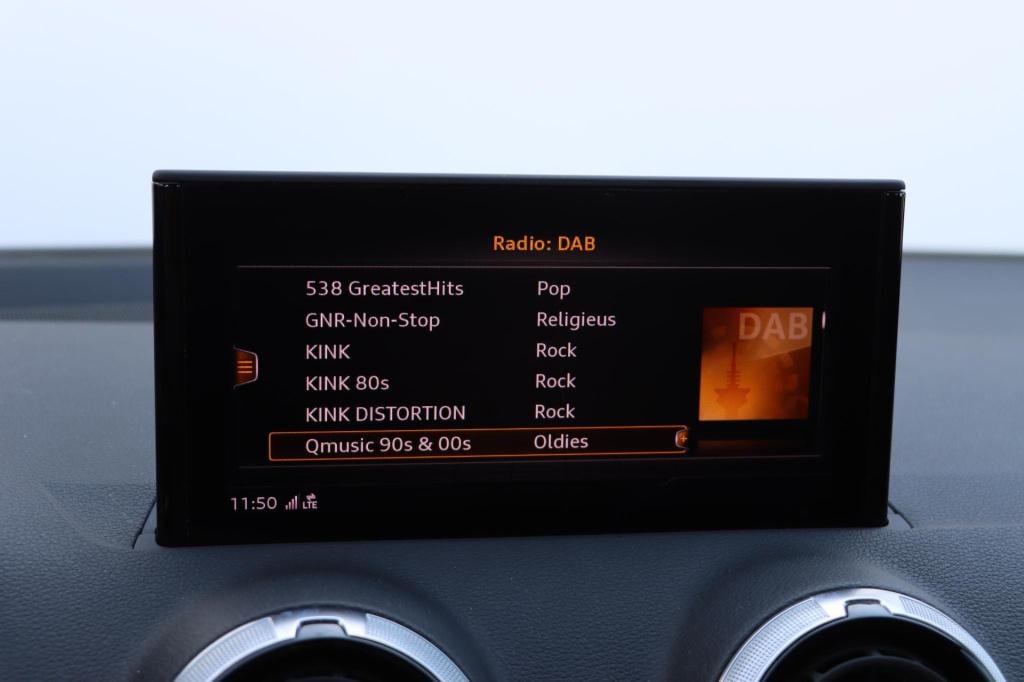 Radio: DAB
538 GreatestHits Pop
GNR-Non-Stop Religieus
KINK Rock
KINK 80s Rock
KINK DISTORTION Rock
Qmusic 90s & 00s Oldies
DAB
11:50 LTE